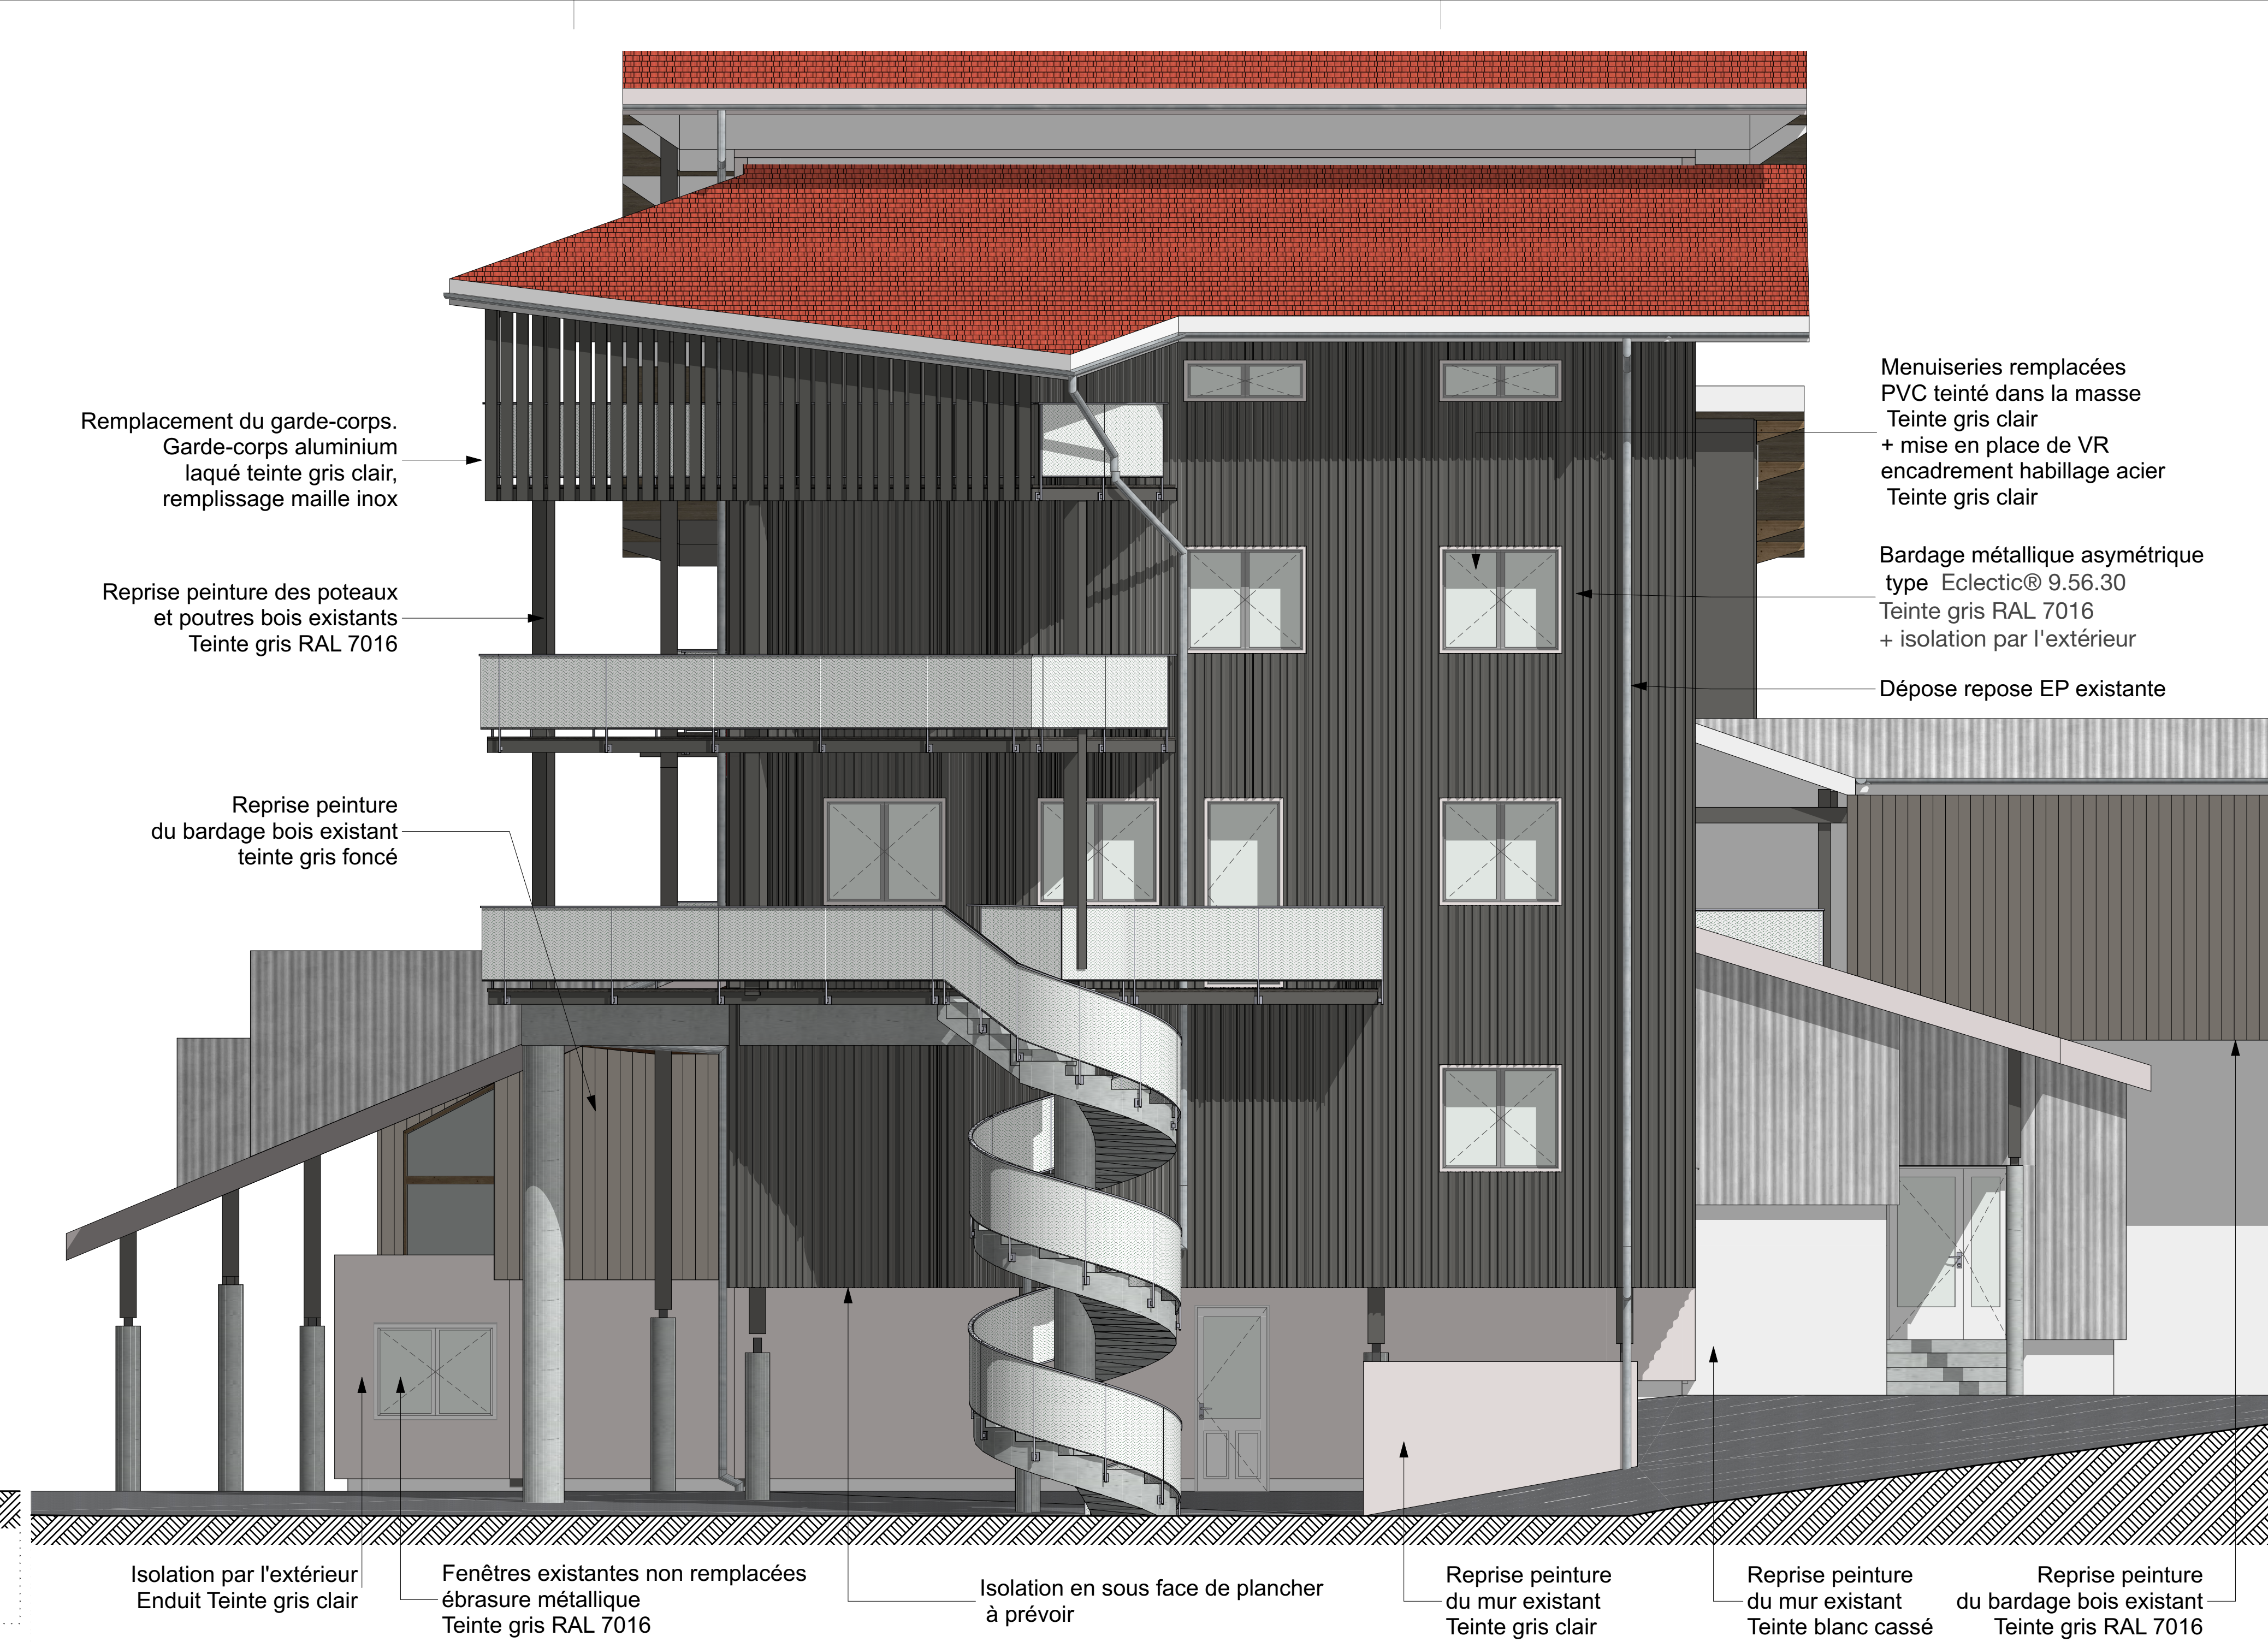 Remplacement du garde-corps.
Garde-corps aluminium
laqué teinte gris clair,
remplissage maille inox
Reprise peinture des poteaux
et poutres bois existants
Teinte gris RAL 7016
Reprise peinture
du bardage bois existant
teinte gris foncé
Menuiseries remplacées
PVC teinté dans la masse
Teinte gris clair
+ mise en place de VR
encadrement habillage acier
Teinte gris clair
Bardage métallique asymétrique
type Eclectic® 9.56.30
Teinte gris RAL 7016
+ isolation par l'extérieur
Dépose repose EP existante
Isolation par l'extérieur
Enduit Teinte gris clair
Fenêtres existantes non remplacées
ébrasure métallique
Teinte gris RAL 7016
Isolation en sous face de plancher
à prévoir
Reprise peinture
du mur existant
Teinte gris clair
Reprise peinture
du mur existant
Teinte blanc cassé
Reprise peinture
du bardage bois existant
Teinte gris RAL 7016